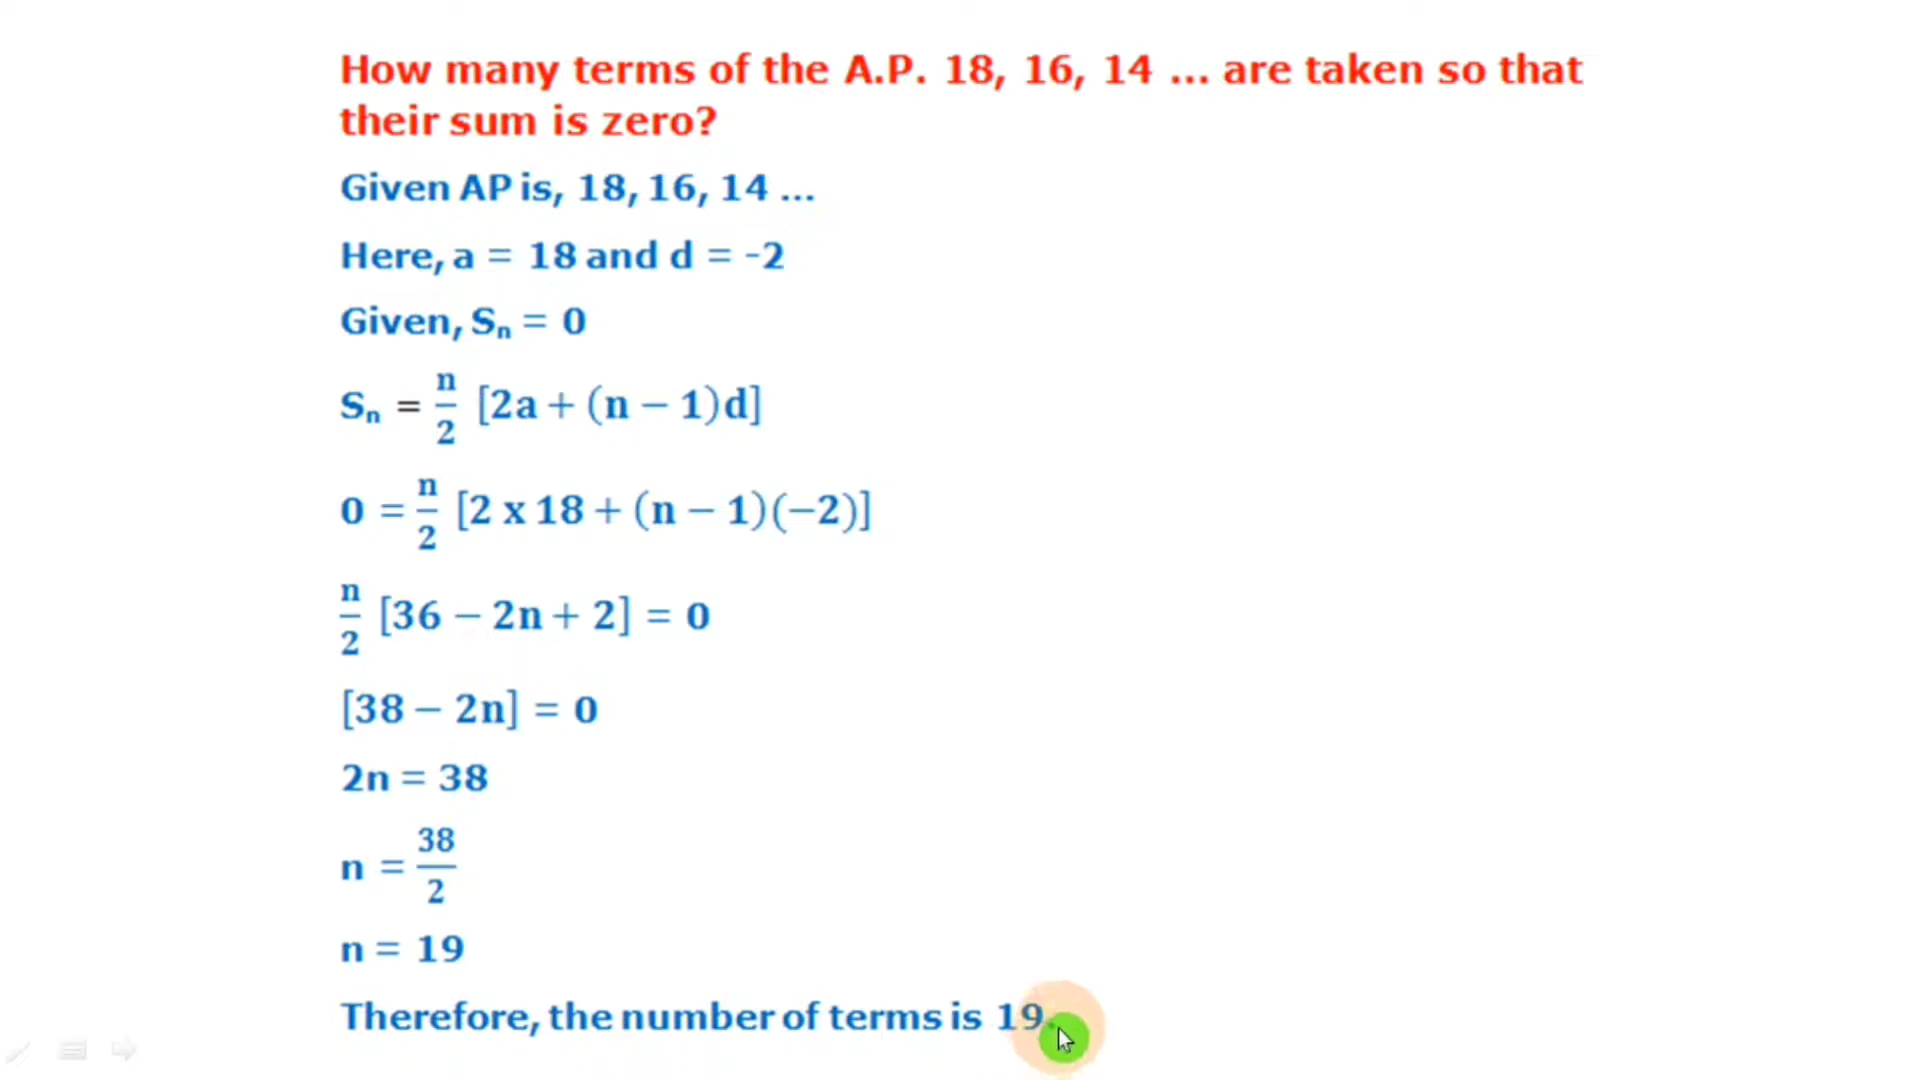 How many terms of the A.P. 18, 16, 14 ... are taken so that
their sum is zero?
Given AP is, 18, 16, 14 ...
Here, a = 18 and d = -2
Given, Sₙ = 0
Sₙ = n/2 [2a + (n − 1)d]
0 = n/2 [2 x 18 + (n − 1)(−2)]
n/2 [36 − 2n + 2] = 0
[38 − 2n] = 0
2n = 38
n = 38/2
n = 19
Therefore, the number of terms is 19.